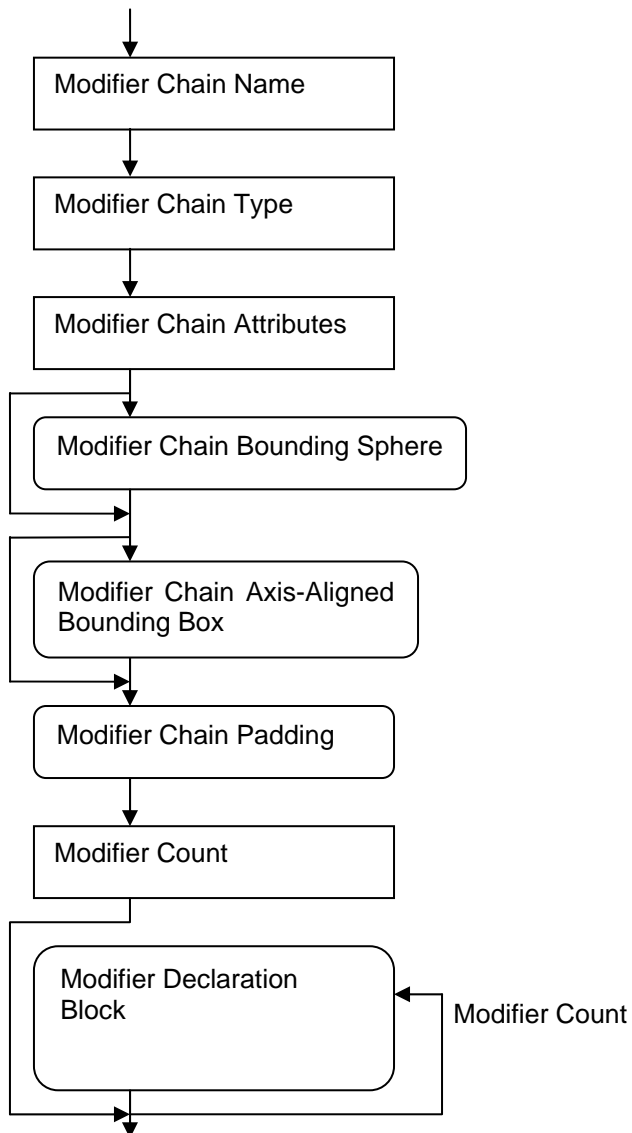 Modifier Chain Name
Modifier Chain Type
Modifier Chain Attributes
Modifier Chain Bounding Sphere
Modifier Chain Axis-Aligned
Bounding Box
Modifier Chain Padding
Modifier Count
Modifier Declaration
Block
Modifier Count